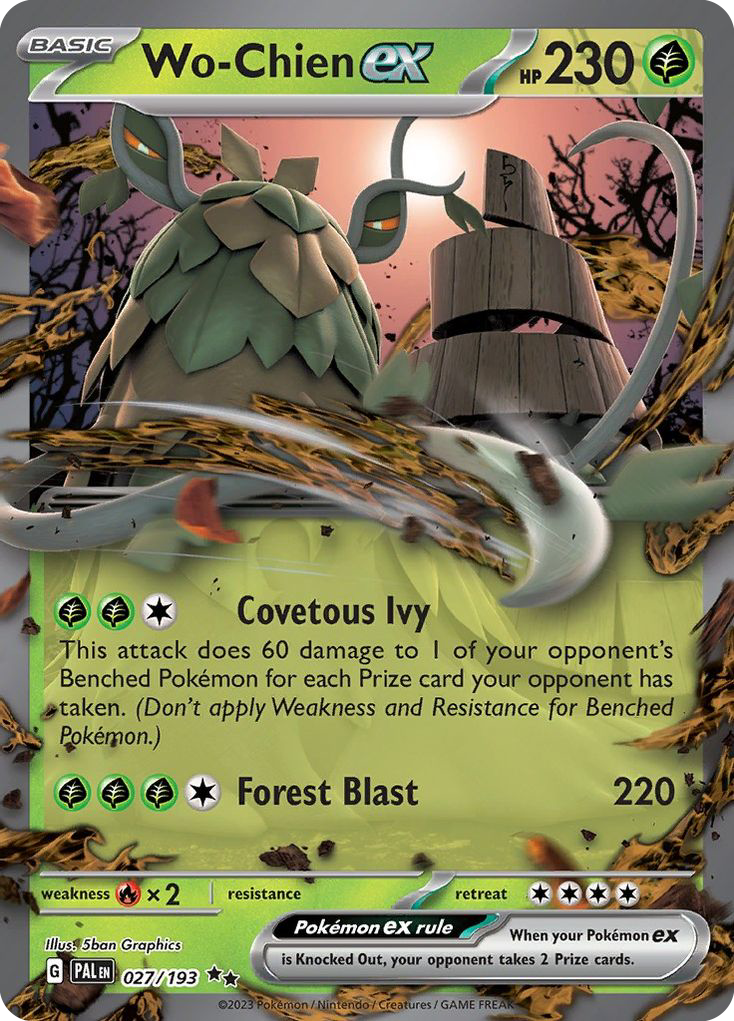 BASIC
Wo-Chien ex
HP 230
Covetous Ivy
This attack does 60 damage to 1 of your opponent's
Benched Pokémon for each Prize card your opponent has
taken. (Don't apply Weakness and Resistance for Benched
Pokémon.)
Forest Blast 220
weakness ×2 resistance retreat
Pokémon ex rule
When your Pokémon ex
is Knocked Out, your opponent takes 2 Prize cards.
Illus. 5ban Graphics
G PAL EN 027/193
©2023 Pokémon / Nintendo / Creatures / GAME FREAK